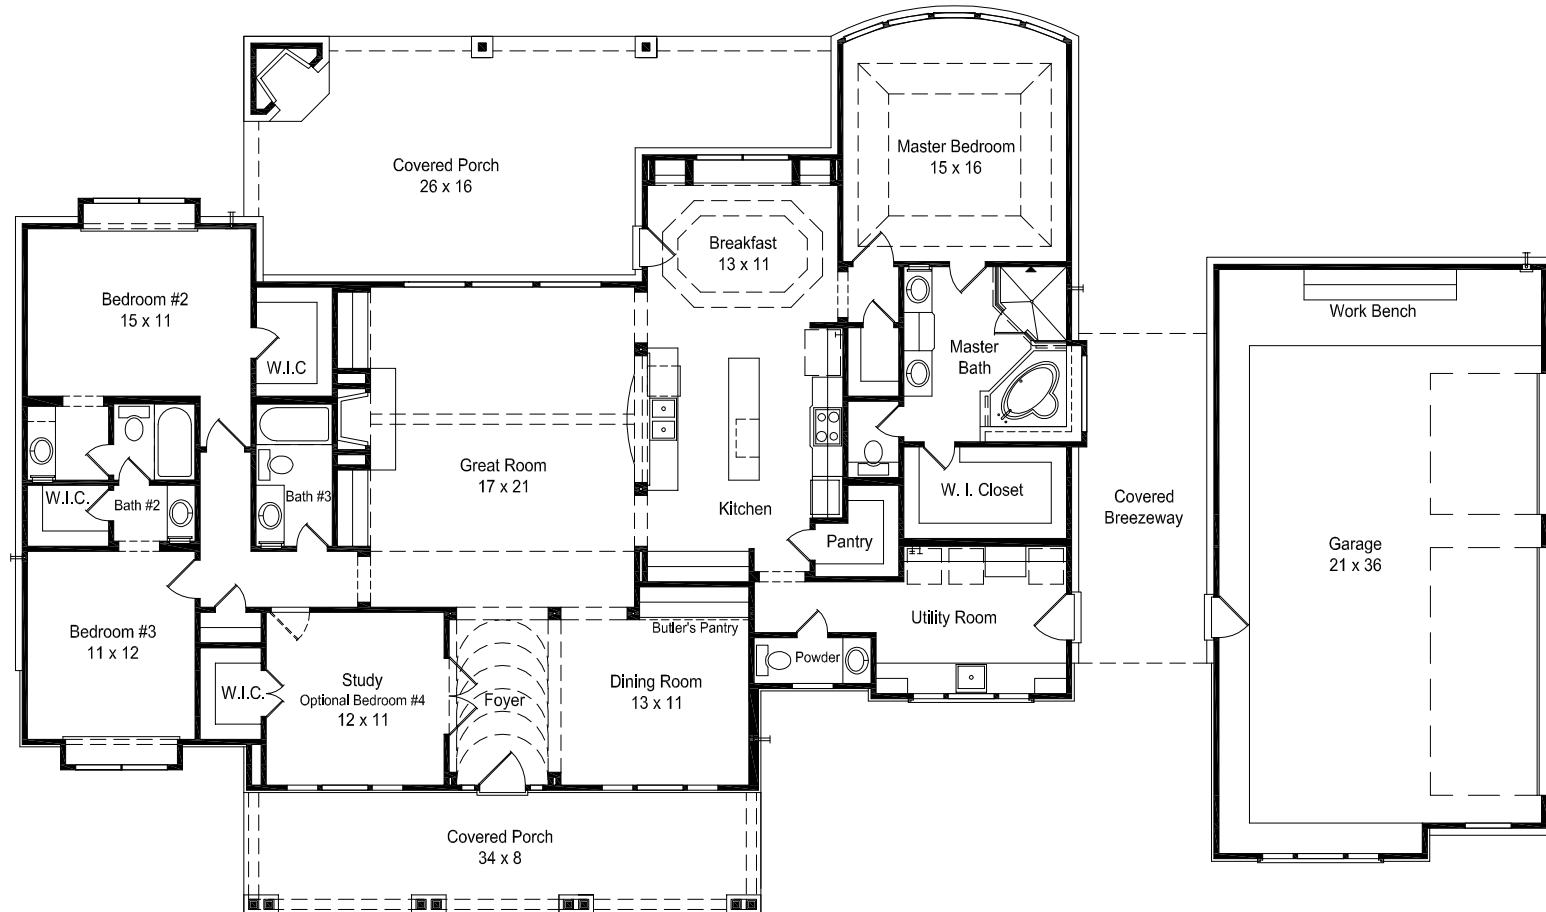 Master Bedroom
15 x 16
Covered Porch
26 x 16
Breakfast
13 x 11
Bedroom #2
15 x 11
Work Bench
W.I.C
Master
Bath
Great Room
17 x 21
W.I.C.
Bath #2
Bath #3
Kitchen
W. I. Closet
Covered
Breezeway
Pantry
Garage
21 x 36
Utility Room
Bedroom #3
11 x 12
Butler's Pantry
Powder
W.I.C.
Study
Optional Bedroom #4
12 x 11
Foyer
Dining Room
13 x 11
Covered Porch
34 x 8